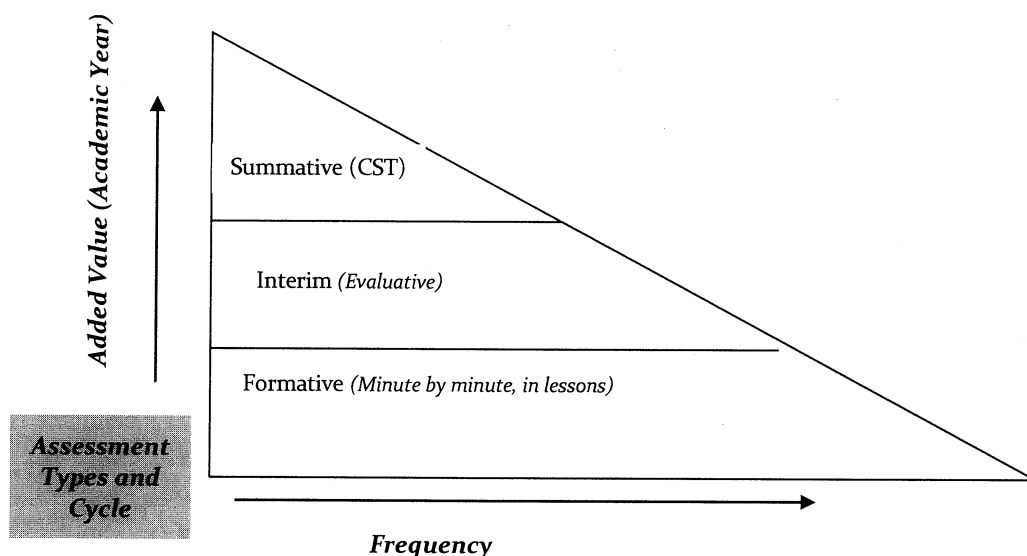 Added Value (Academic Year)
Summative (CST)
Interim (Evaluative)
Formative (Minute by minute, in lessons)
Assessment
Types and
Cycle
Frequency